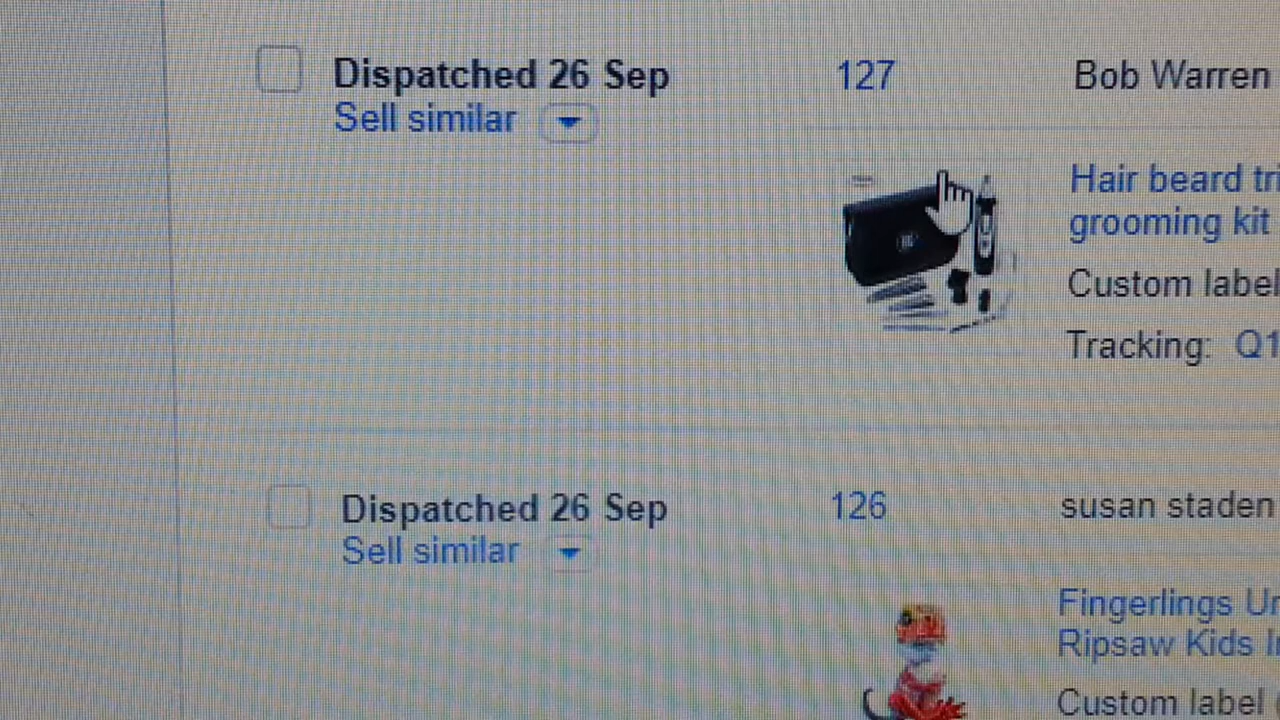 Dispatched 26 Sep 127 Bob Warren
Sell similar
Hair beard tri
grooming kit
Custom label
Tracking: Q1
Dispatched 26 Sep 126 susan staden
Sell similar
Fingerlings Un
Ripsaw Kids I
Custom label